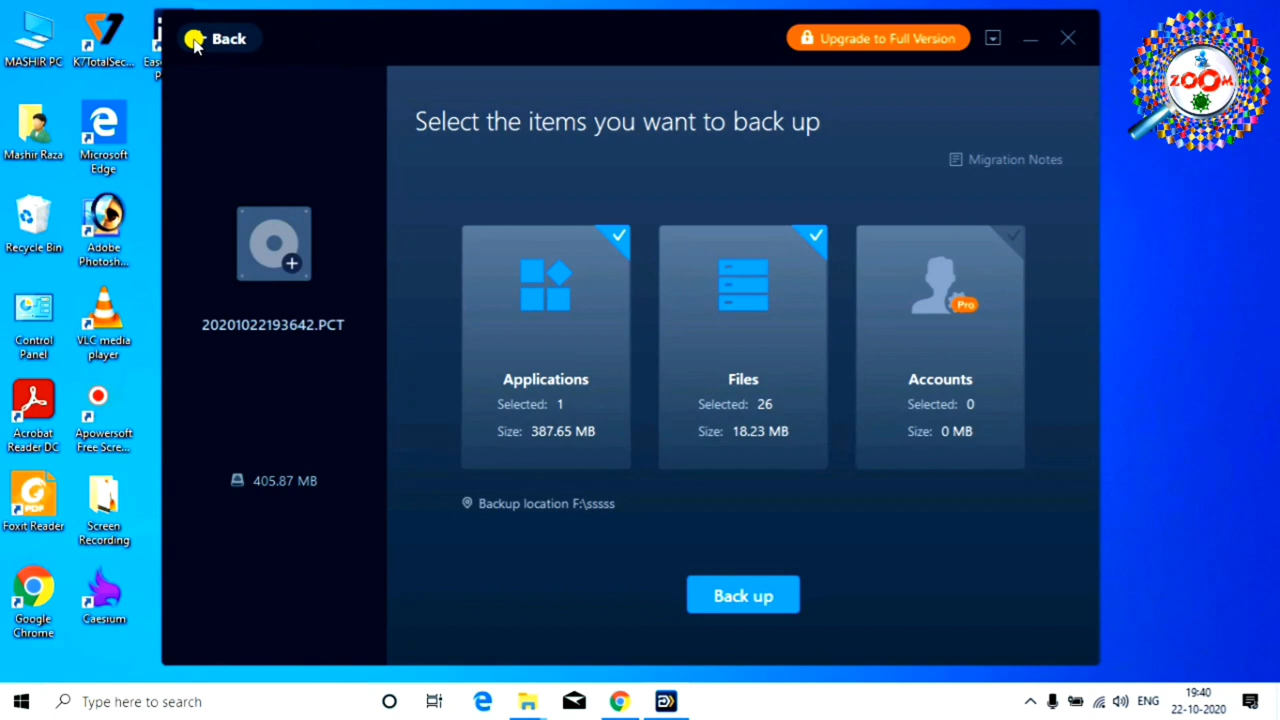 MASHIR PC
K7TotalSec...
Eas
P
Mashir Raza
Microsoft
Edge
Recycle Bin
Adobe
Photosh...
Control
Panel
VLC media
player
Acrobat
Reader DC
Apowersoft
Free Scre...
Foxit Reader
PDF
Screen
Recording
Google
Chrome
Caesium
Back
Upgrade to Full Version
Select the items you want to back up
Migration Notes
20201022193642.PCT
405.87 MB
Applications
Selected: 1
Size: 387.65 MB
Files
Selected: 26
Size: 18.23 MB
Pro
Accounts
Selected: 0
Size: 0 MB
Backup location F:\sssss
Back up
ZOOM
Type here to search
ENG
19:40
22-10-2020